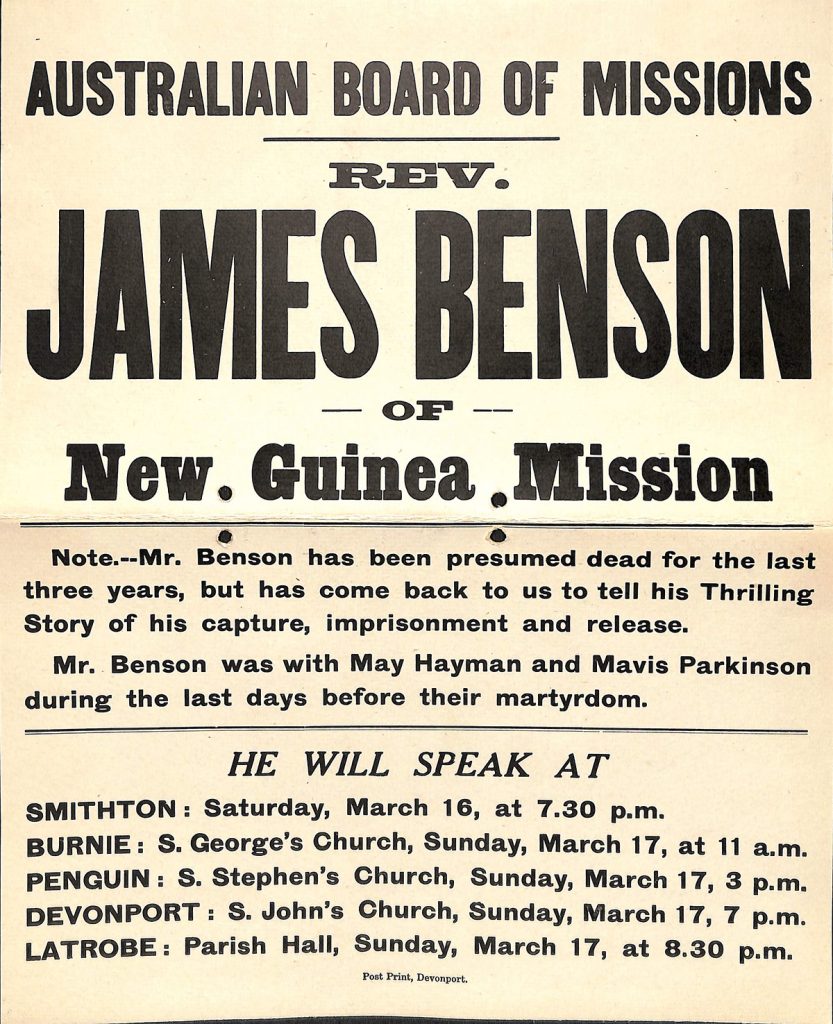 AUSTRALIAN BOARD OF MISSIONS
REV.
JAMES BENSON
— OF —
New Guinea Mission
Note.--Mr. Benson has been presumed dead for the last
three years, but has come back to us to tell his Thrilling
Story of his capture, imprisonment and release.
Mr. Benson was with May Hayman and Mavis Parkinson
during the last days before their martyrdom.
HE WILL SPEAK AT
SMITHTON: Saturday, March 16, at 7.30 p.m.
BURNIE: S. George's Church, Sunday, March 17, at 11 a.m.
PENGUIN: S. Stephen's Church, Sunday, March 17, 3 p.m.
DEVONPORT: S. John's Church, Sunday, March 17, 7 p.m.
LATROBE: Parish Hall, Sunday, March 17, at 8.30 p.m.
Post Print, Devonport.